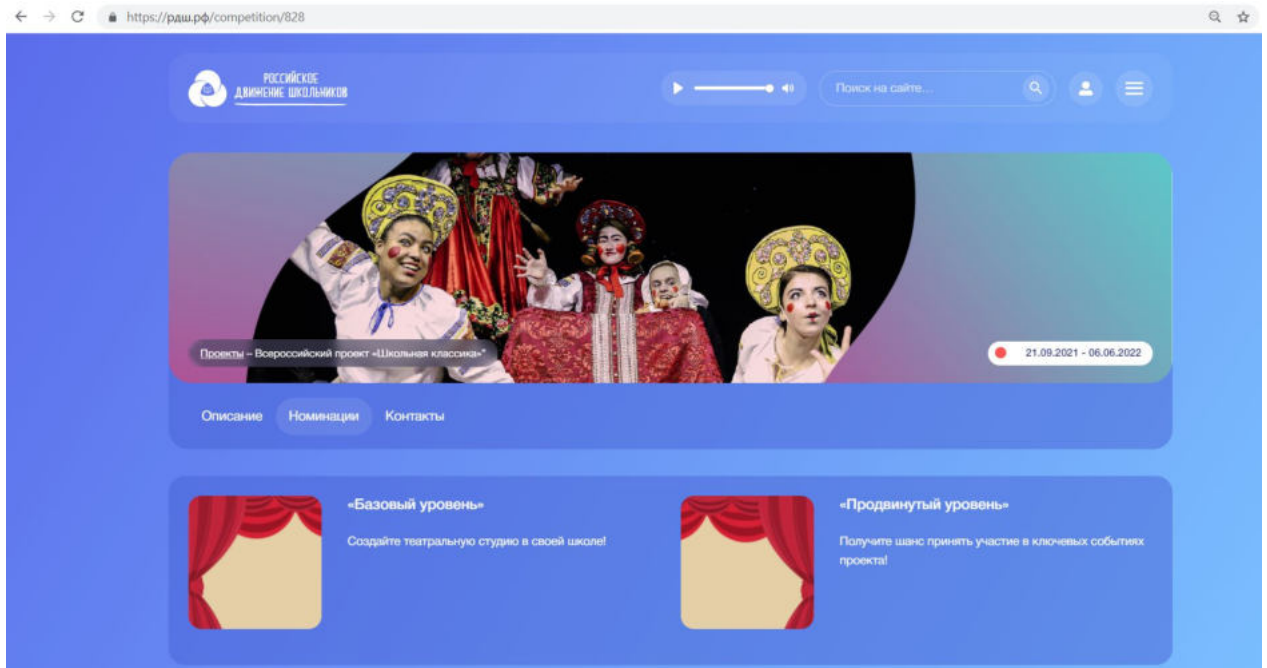 https://рдш.рф/competition/828
РОССИЙСКОЕ
ДВИЖЕНИЕ ШКОЛЬНИКОВ
Поиск на сайте...
Проекты – Всероссийский проект «Школьная классика»"
21.09.2021 - 06.06.2022
Описание Номинации Контакты
«Базовый уровень»
Создайте театральную студию в своей школе!
«Продвинутый уровень»
Получите шанс принять участие в ключевых событиях
проекта!